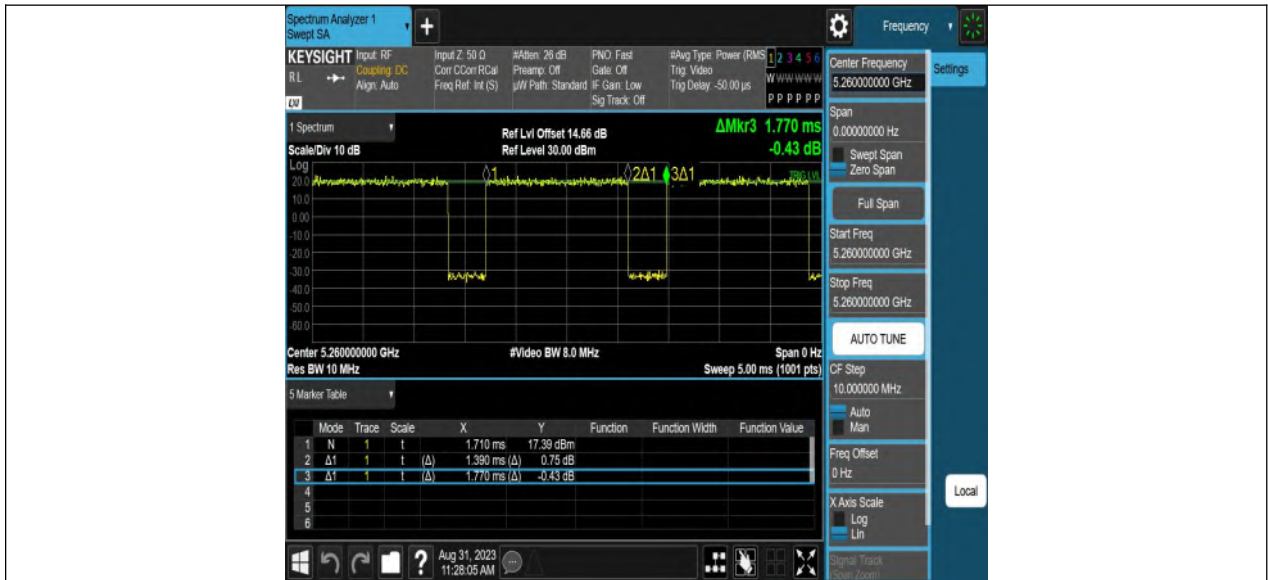 Spectrum Analyzer 1
Swept SA
+
Frequency
KEYSIGHT
RL
LXI
Input: RF
Coupling: DC
Align: Auto
Input Z: 50 Ω
Corr CCorr RCal
Freq Ref: Int (S)
#Atten: 26 dB
Preamp: Off
µW Path: Standard
PNO: Fast
Gate: Off
IF Gain: Low
Sig Track: Off
#Avg Type: Power (RMS
Trig: Video
Trig Delay: -50.00 µs
1 2 3 4 5 6
W W W W W W
P P P P P P
Center Frequency
5.260000000 GHz
Settings
1 Spectrum
Scale/Div 10 dB
Ref Lvl Offset 14.66 dB
Ref Level 30.00 dBm
ΔMkr3 1.770 ms
-0.43 dB
Log
20.0
10.0
0.00
-10.0
-20.0
-30.0
-40.0
-50.0
-60.0
1
2Δ1
3Δ1
TRIG LVL
Center 5.260000000 GHz
Res BW 10 MHz
#Video BW 8.0 MHz
Span 0 Hz
Sweep 5.00 ms (1001 pts)
Span
0.00000000 Hz
Swept Span
Zero Span
Full Span
Start Freq
5.260000000 GHz
Stop Freq
5.260000000 GHz
AUTO TUNE
CF Step
10.000000 MHz
Auto
Man
Freq Offset
0 Hz
X Axis Scale
Log
Lin
Signal Track
(Span Zoom)
Local
5 Marker Table
Mode Trace Scale X Y Function Function Width Function Value
1 N 1 t 1.710 ms 17.39 dBm
2 Δ1 1 t (Δ) 1.390 ms (Δ) 0.75 dB
3 Δ1 1 t (Δ) 1.770 ms (Δ) -0.43 dB
4
5
6
?
Aug 31, 2023
11:28:05 AM